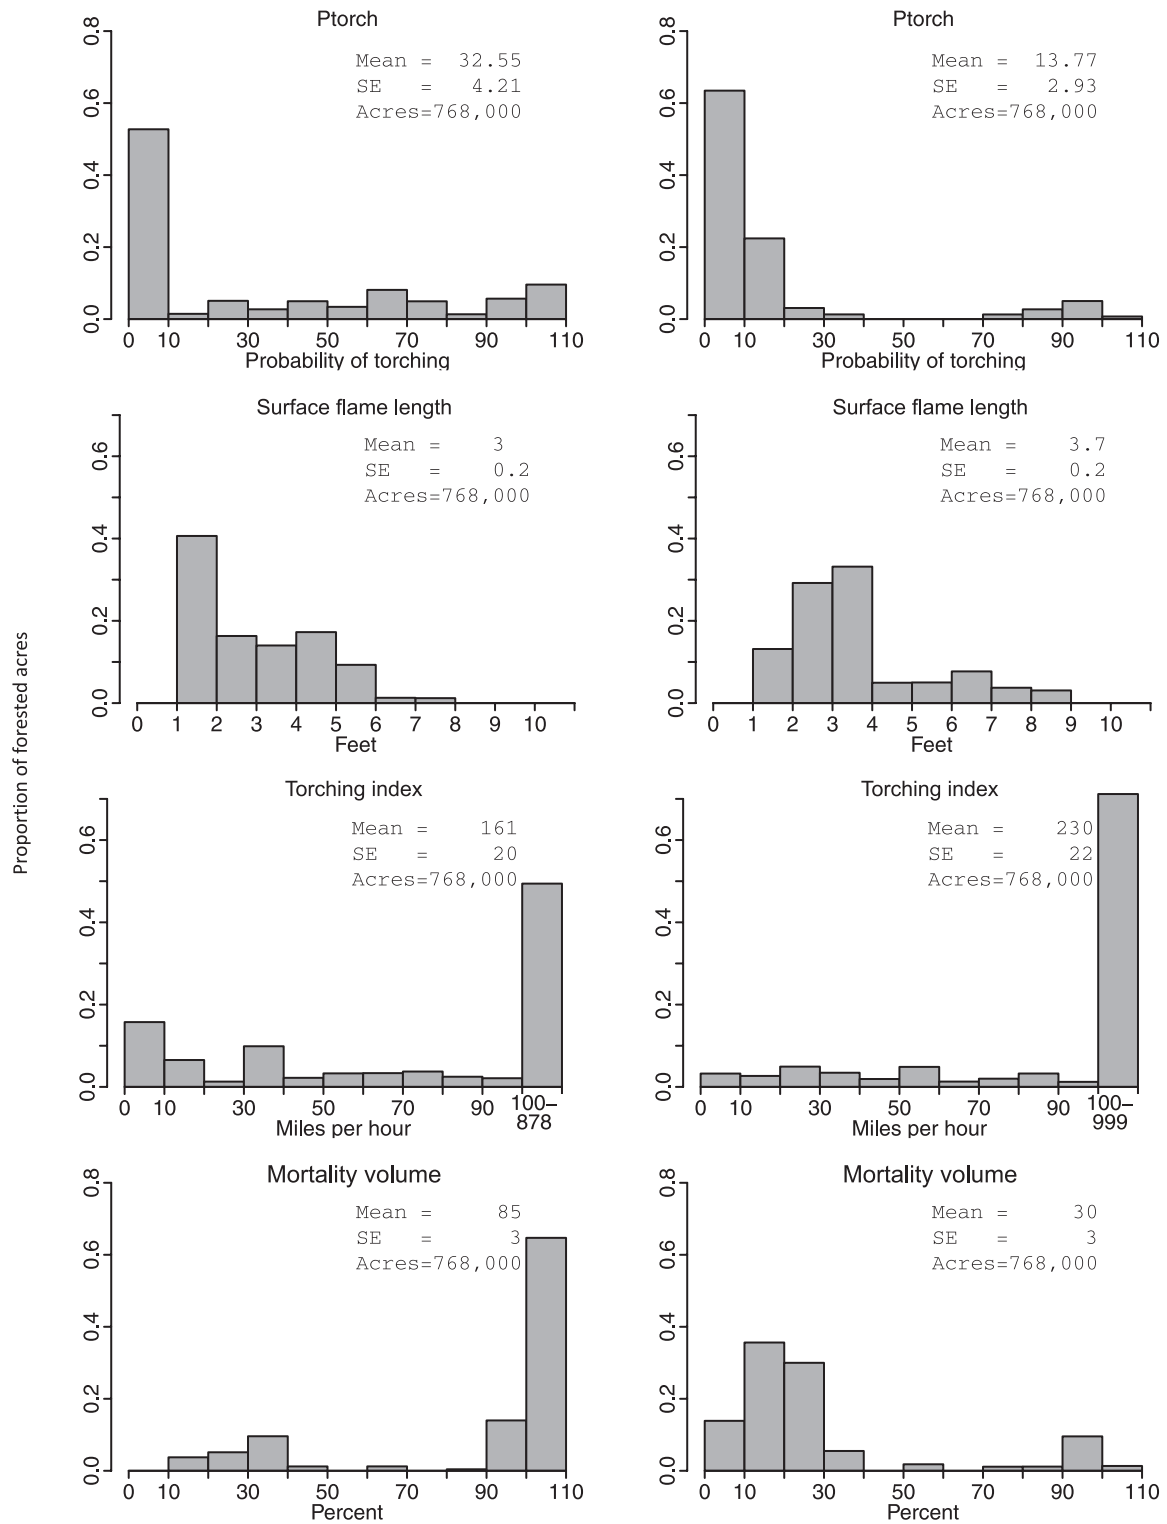 Proportion of forested acres
Ptorch
Mean = 32.55
SE = 4.21
Acres=768,000
0.0 0.2 0.4 0.6 0.8
0 10 30 50 70 90 110
Probability of torching
Ptorch
Mean = 13.77
SE = 2.93
Acres=768,000
0.0 0.2 0.4 0.6 0.8
0 10 30 50 70 90 110
Probability of torching
Surface flame length
Mean = 3
SE = 0.2
Acres=768,000
0.0 0.2 0.4 0.6
0 1 2 3 4 5 6 7 8 9 10
Feet
Surface flame length
Mean = 3.7
SE = 0.2
Acres=768,000
0.0 0.2 0.4 0.6
0 1 2 3 4 5 6 7 8 9 10
Feet
Torching index
Mean = 161
SE = 20
Acres=768,000
0.0 0.2 0.4 0.6
0 10 30 50 70 90 100–
878
Miles per hour
Torching index
Mean = 230
SE = 22
Acres=768,000
0.0 0.2 0.4 0.6
0 10 30 50 70 90 100–
999
Miles per hour
Mortality volume
Mean = 85
SE = 3
Acres=768,000
0.0 0.2 0.4 0.6 0.8
0 10 30 50 70 90 110
Percent
Mortality volume
Mean = 30
SE = 3
Acres=768,000
0.0 0.2 0.4 0.6 0.8
0 10 30 50 70 90 110
Percent